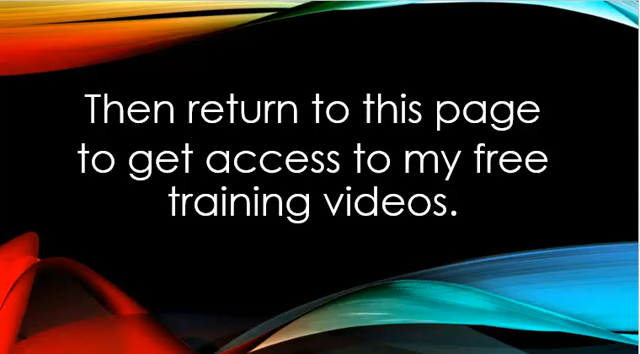 Then return to this page
to get access to my free
training videos.